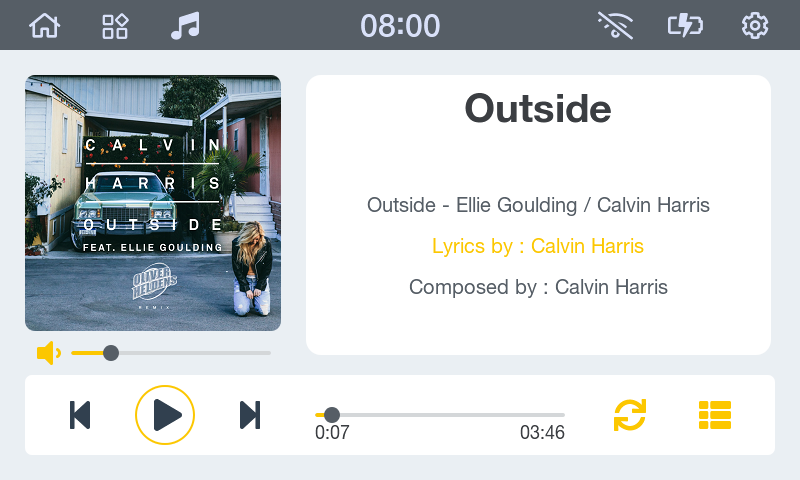 08:00
CALVIN
HARRIS
OUTSIDE
FEAT. ELLIE GOULDING
OLIVER
HELDENS
REMIX
Outside
Outside - Ellie Goulding / Calvin Harris
Lyrics by : Calvin Harris
Composed by : Calvin Harris
0:07
03:46